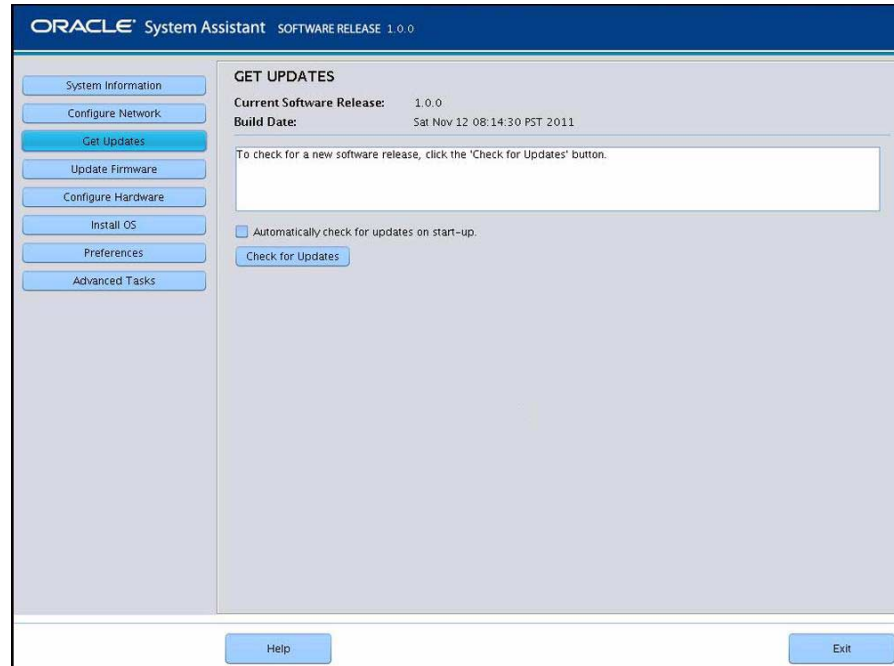 ORACLE System Assistant SOFTWARE RELEASE 1.0.0
System Information
Configure Network
Get Updates
Update Firmware
Configure Hardware
Install OS
Preferences
Advanced Tasks
GET UPDATES
Current Software Release: 1.0.0
Build Date: Sat Nov 12 08:14:30 PST 2011
To check for a new software release, click the 'Check for Updates' button.
Automatically check for updates on start-up.
Check for Updates
Help
Exit